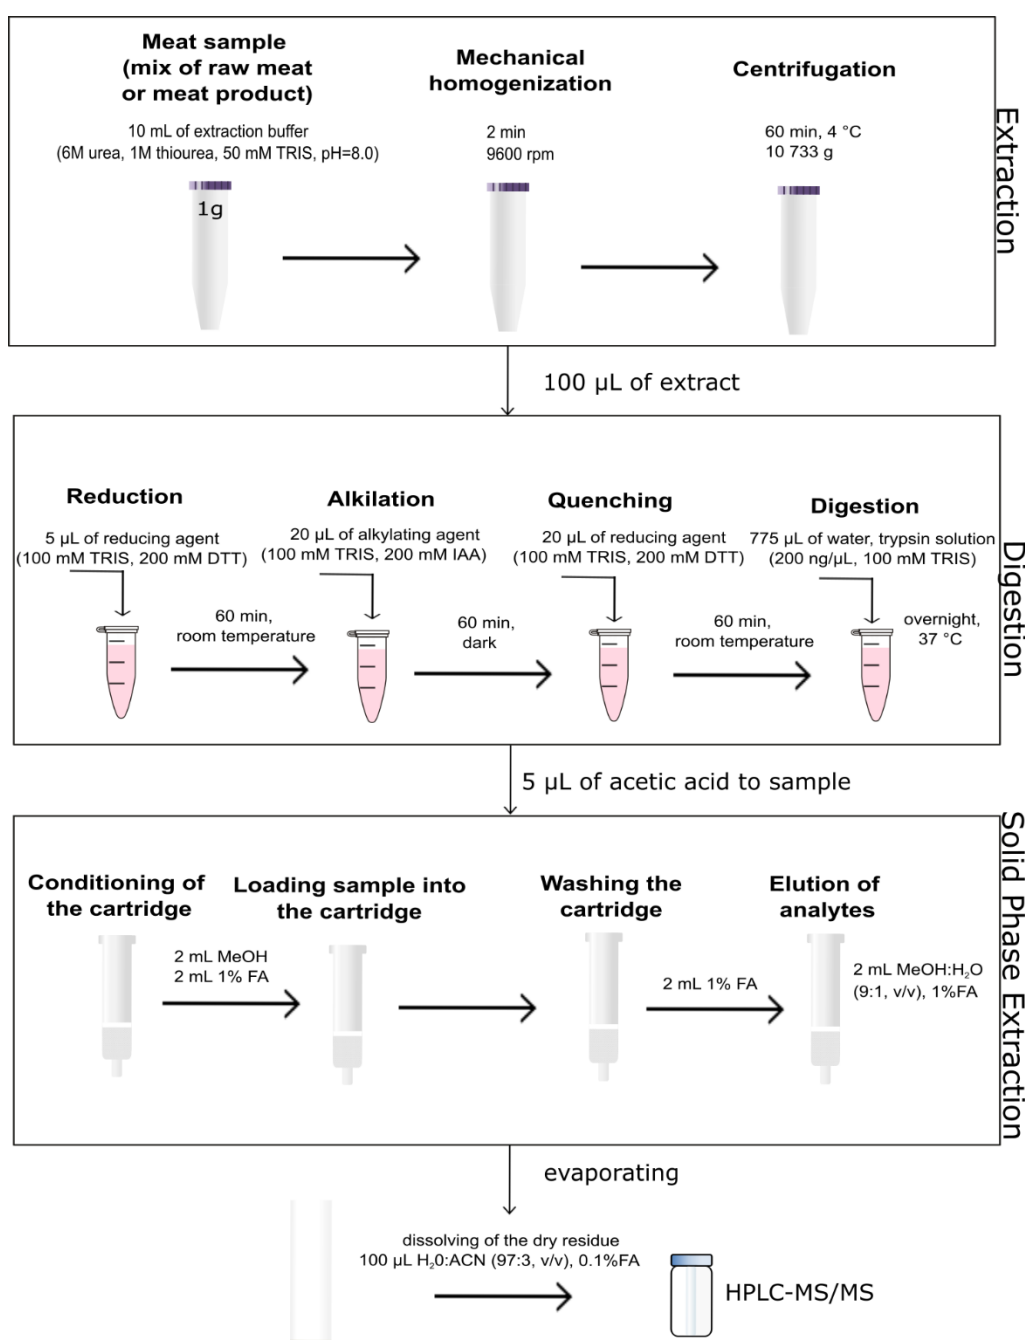 Meat sample
(mix of raw meat
or meat product)
10 mL of extraction buffer
(6M urea, 1M thiourea, 50 mM TRIS, pH=8.0)
1g
Mechanical
homogenization
2 min
9600 rpm
Centrifugation
60 min, 4 °C
10 733 g
Extraction
100 µL of extract
Reduction
5 µL of reducing agent
(100 mM TRIS, 200 mM DTT)
60 min,
room temperature
Alkilation
20 µL of alkylating agent
(100 mM TRIS, 200 mM IAA)
60 min,
dark
Quenching
20 µL of reducing agent
(100 mM TRIS, 200 mM DTT)
60 min,
room temperature
Digestion
775 µL of water, trypsin solution
(200 ng/µL, 100 mM TRIS)
overnight,
37 °C
Digestion
5 µL of acetic acid to sample
Conditioning of
the cartridge
2 mL MeOH
2 mL 1% FA
Loading sample into
the cartridge
Washing the
cartridge
2 mL 1% FA
Elution of
analytes
2 mL MeOH:H₂O
(9:1, v/v), 1%FA
Solid Phase Extraction
evaporating
dissolving of the dry residue
100 µL H₂0:ACN (97:3, v/v), 0.1%FA
HPLC-MS/MS